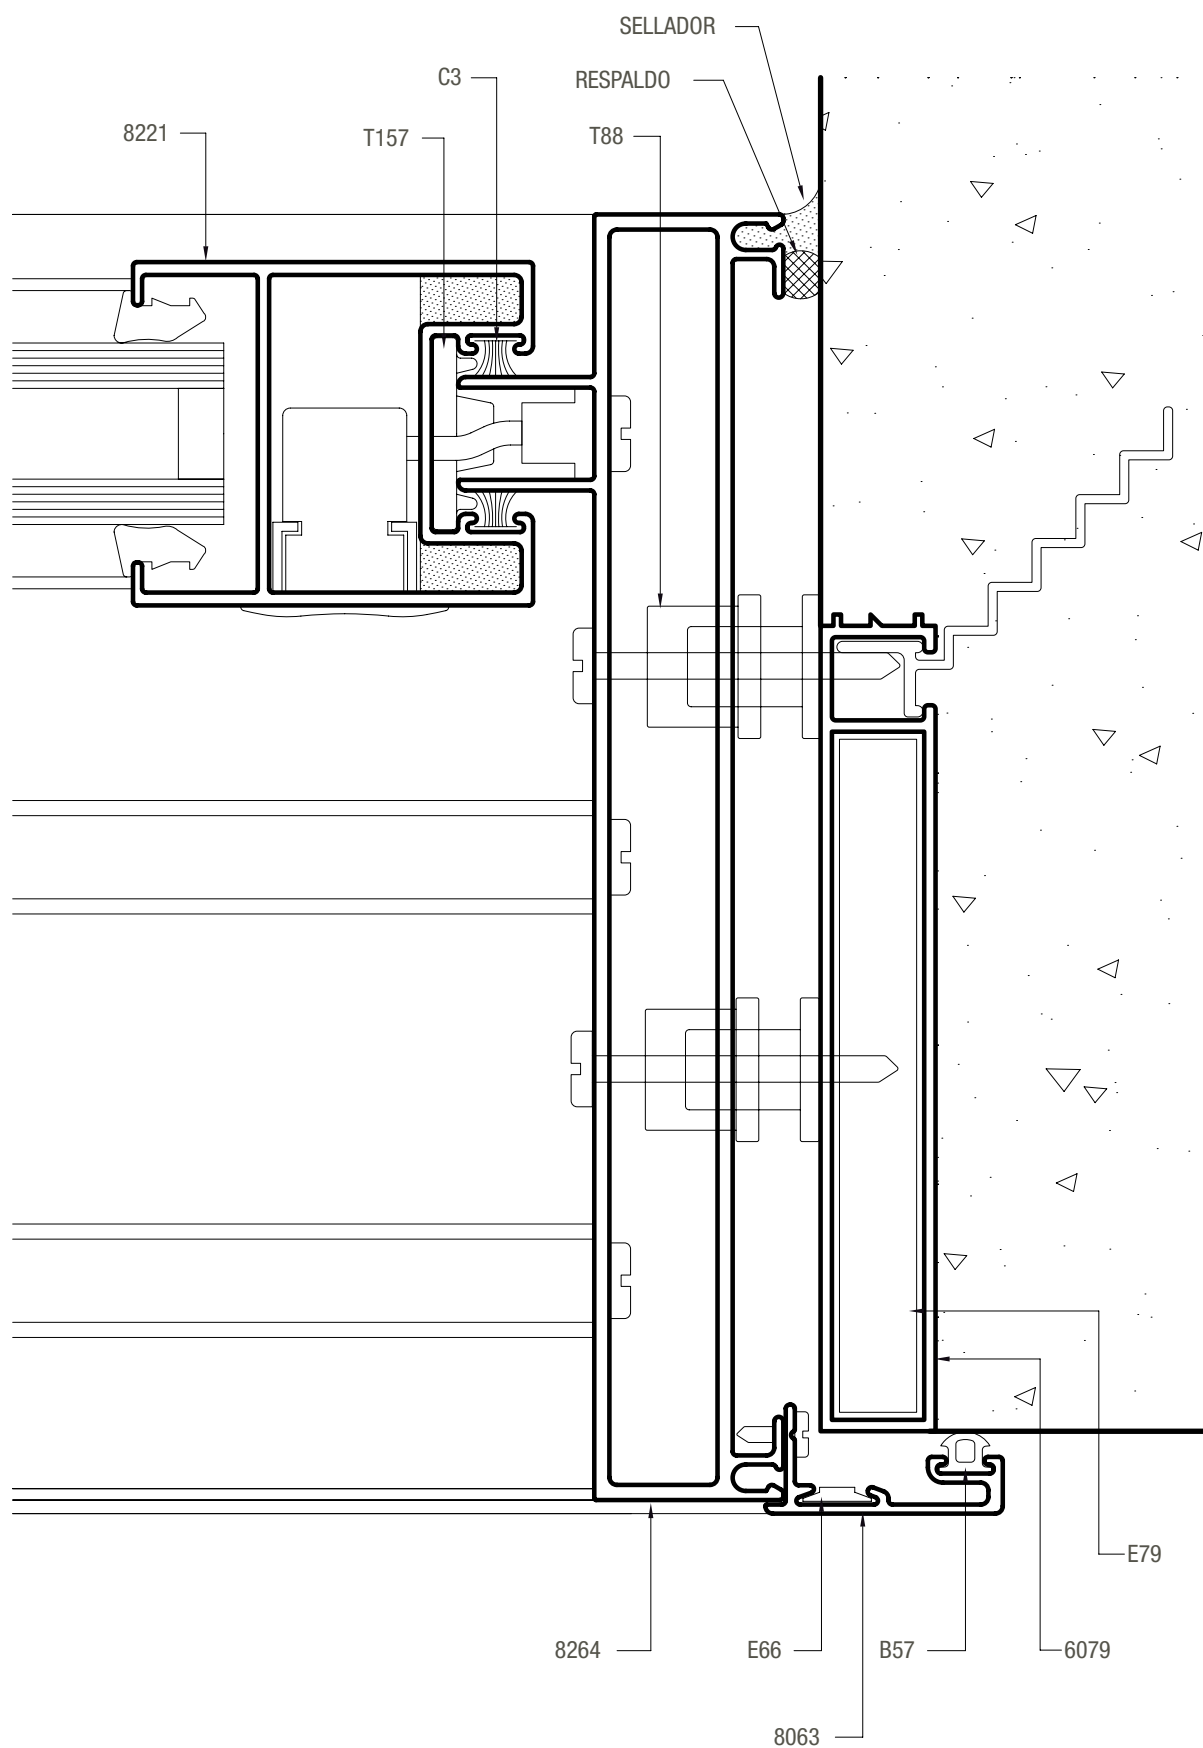 SELLADOR
C3
RESPALDO
8221
T157
T88
E79
8264
E66
B57
6079
8063